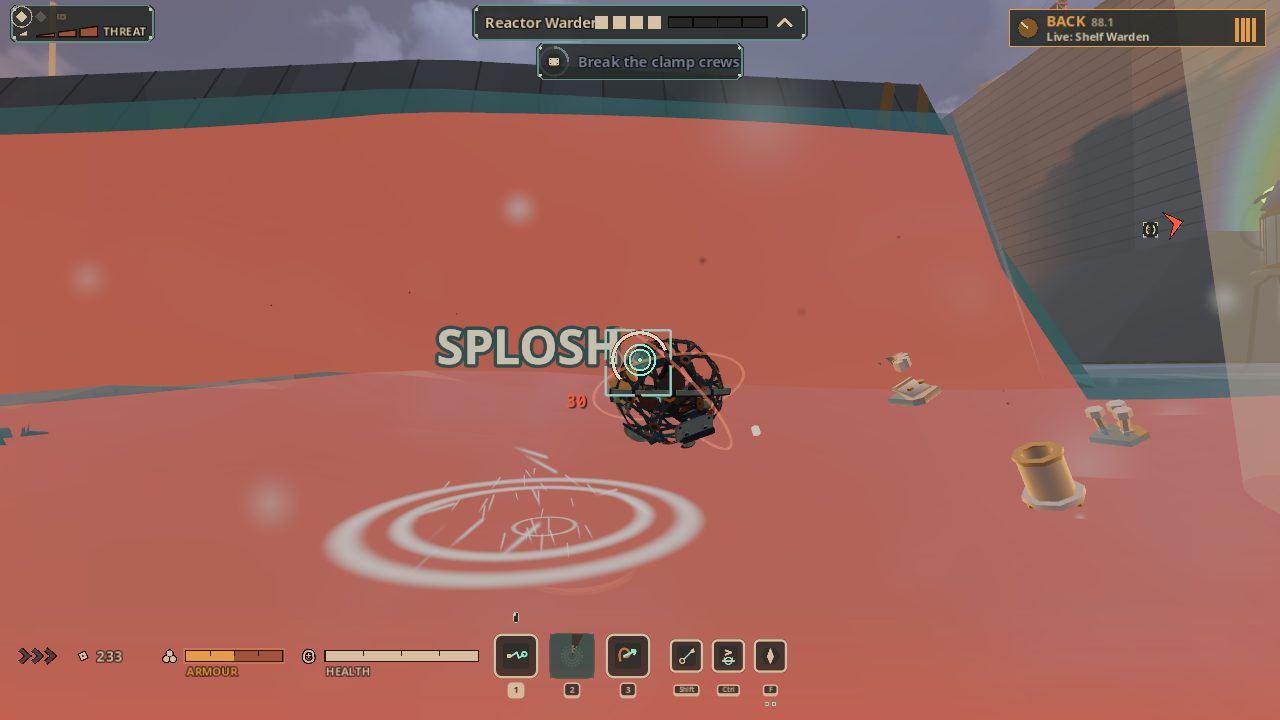 THREAT
Reactor Warden
BACK 88.1
Live: Shelf Warden
Break the clamp crews
SPLOSH
30
233
ARMOUR
HEALTH
1
2
3
Shift
Ctrl
F